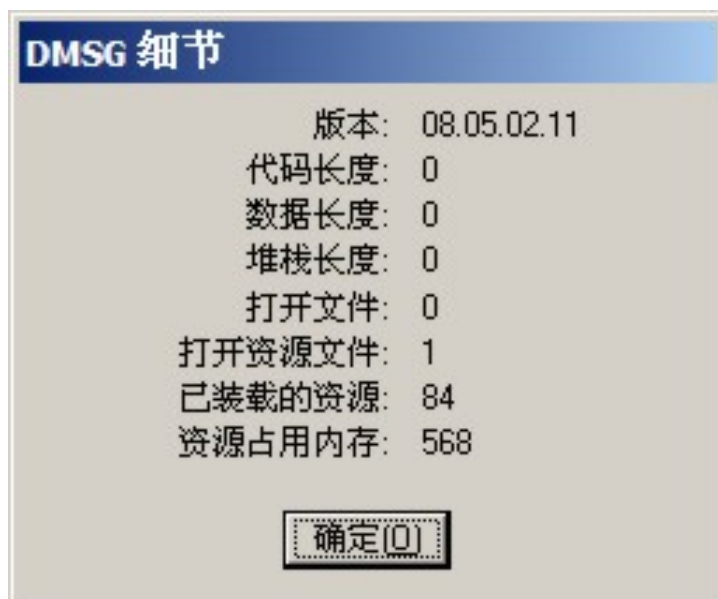 DMSG 细节
版本: 08.05.02.11
代码长度: 0
数据长度: 0
堆栈长度: 0
打开文件: 0
打开资源文件: 1
已装载的资源: 84
资源占用内存: 568
确定(O)